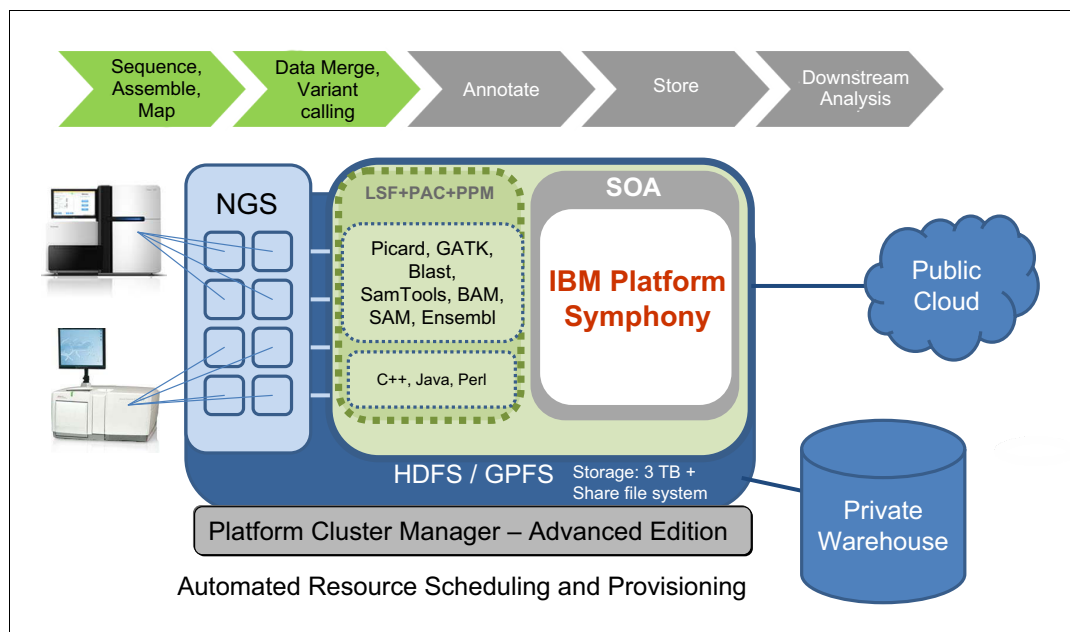 Sequence,
Assemble,
Map
Data Merge,
Variant
calling
Annotate
Store
Downstream
Analysis
NGS
LSF+PAC+PPM
Picard, GATK,
Blast,
SamTools, BAM,
SAM, Ensembl
C++, Java, Perl
SOA
IBM Platform
Symphony
Public
Cloud
HDFS / GPFS
Storage: 3 TB +
Share file system
Private
Warehouse
Platform Cluster Manager – Advanced Edition
Automated Resource Scheduling and Provisioning